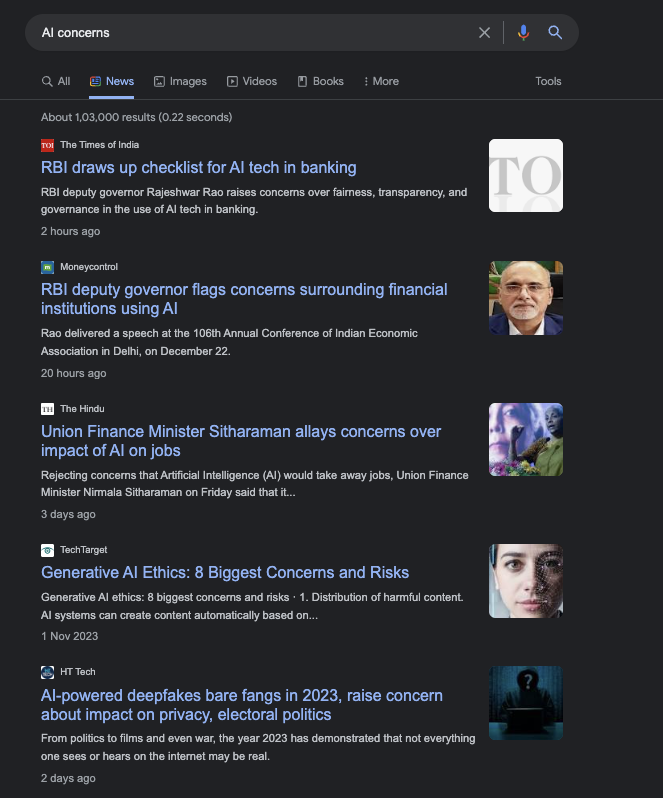 AI concerns
All
News
Images
Videos
Books
More
Tools
About 1,03,000 results (0.22 seconds)
TOI
The Times of India
RBI draws up checklist for AI tech in banking
RBI deputy governor Rajeshwar Rao raises concerns over fairness, transparency, and
governance in the use of AI tech in banking.
2 hours ago
TO
m
Moneycontrol
RBI deputy governor flags concerns surrounding financial
institutions using AI
Rao delivered a speech at the 106th Annual Conference of Indian Economic
Association in Delhi, on December 22.
20 hours ago
TH
The Hindu
Union Finance Minister Sitharaman allays concerns over
impact of AI on jobs
Rejecting concerns that Artificial Intelligence (AI) would take away jobs, Union Finance
Minister Nirmala Sitharaman on Friday said that it...
3 days ago
TechTarget
Generative AI Ethics: 8 Biggest Concerns and Risks
Generative AI ethics: 8 biggest concerns and risks · 1. Distribution of harmful content.
AI systems can create content automatically based on...
1 Nov 2023
HT Tech
AI-powered deepfakes bare fangs in 2023, raise concern
about impact on privacy, electoral politics
From politics to films and even war, the year 2023 has demonstrated that not everything
one sees or hears on the internet may be real.
2 days ago
?